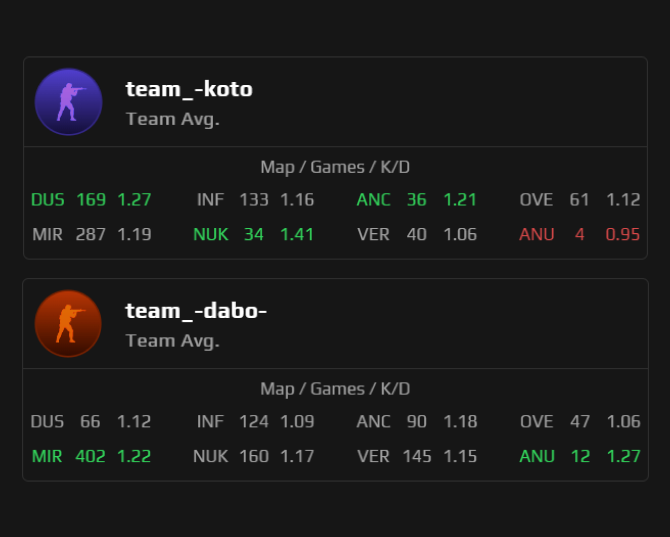 team_-koto
Team Avg.
Map / Games / K/D
DUS 169 1.27 INF 133 1.16 ANC 36 1.21 OVE 61 1.12
MIR 287 1.19 NUK 34 1.41 VER 40 1.06 ANU 4 0.95
team_-dabo-
Team Avg.
Map / Games / K/D
DUS 66 1.12 INF 124 1.09 ANC 90 1.18 OVE 47 1.06
MIR 402 1.22 NUK 160 1.17 VER 145 1.15 ANU 12 1.27